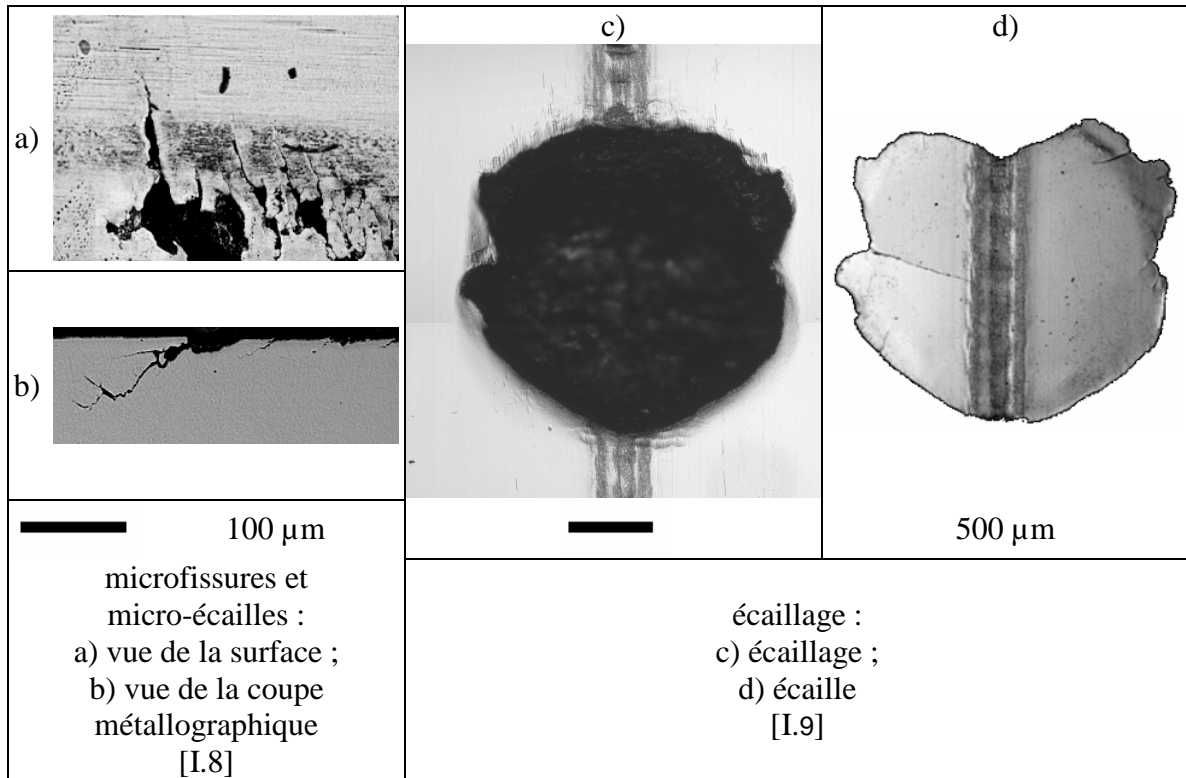 a)
b)
100 µm
microfissures et
micro-écailles :
a) vue de la surface ;
b) vue de la coupe
métallographique
[I.8]
c)
d)
500 µm
écaillage :
c) écaillage ;
d) écaille
[I.9]